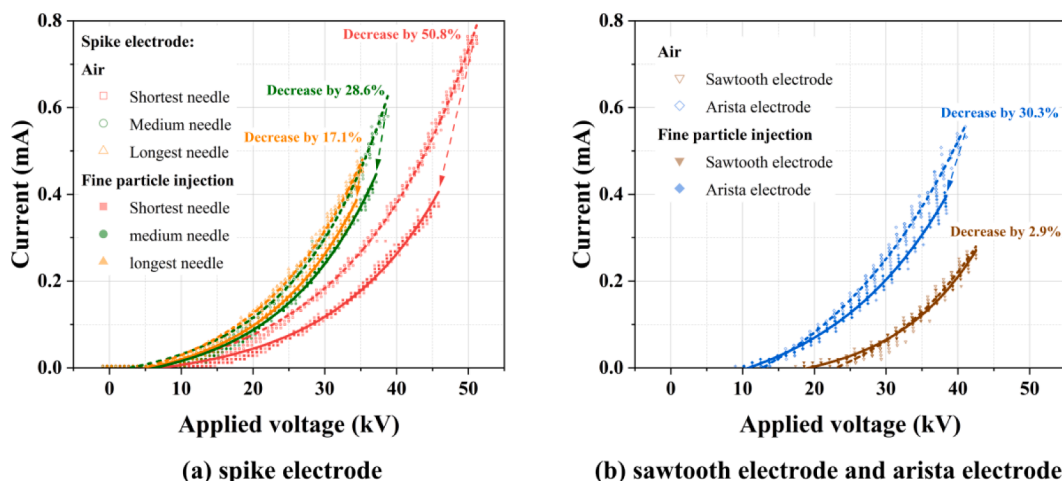 0.8
0.6
0.4
0.2
0.0
Current (mA)
0
10
20
30
40
50
Applied voltage (kV)
Spike electrode:
Air
Shortest needle
Medium needle
Longest needle
Fine particle injection
Shortest needle
medium needle
longest needle
Decrease by 50.8%
Decrease by 28.6%
Decrease by 17.1%
(a) spike electrode
0.8
0.6
0.4
0.2
0.0
Current (mA)
0
10
20
30
40
50
Applied voltage (kV)
Air
Sawtooth electrode
Arista electrode
Fine particle injection
Sawtooth electrode
Arista electrode
Decrease by 30.3%
Decrease by 2.9%
(b) sawtooth electrode and arista electrode